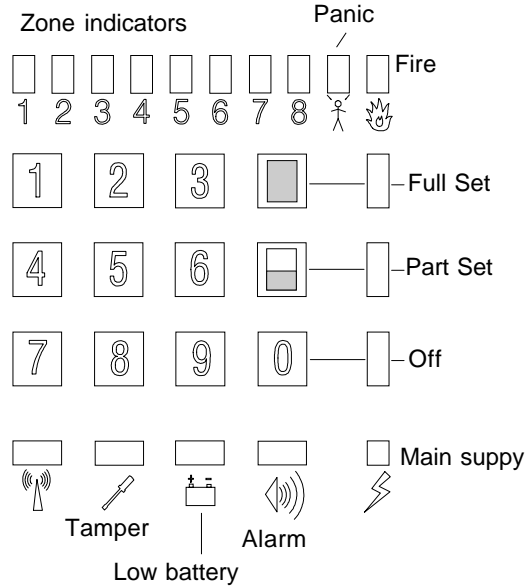 Zone indicators
Panic
Fire
1 2 3 4 5 6 7 8
1 2 3
Full Set
4 5 6
Part Set
7 8 9 0
Off
+ -
Main suppy
Tamper
Alarm
Low battery